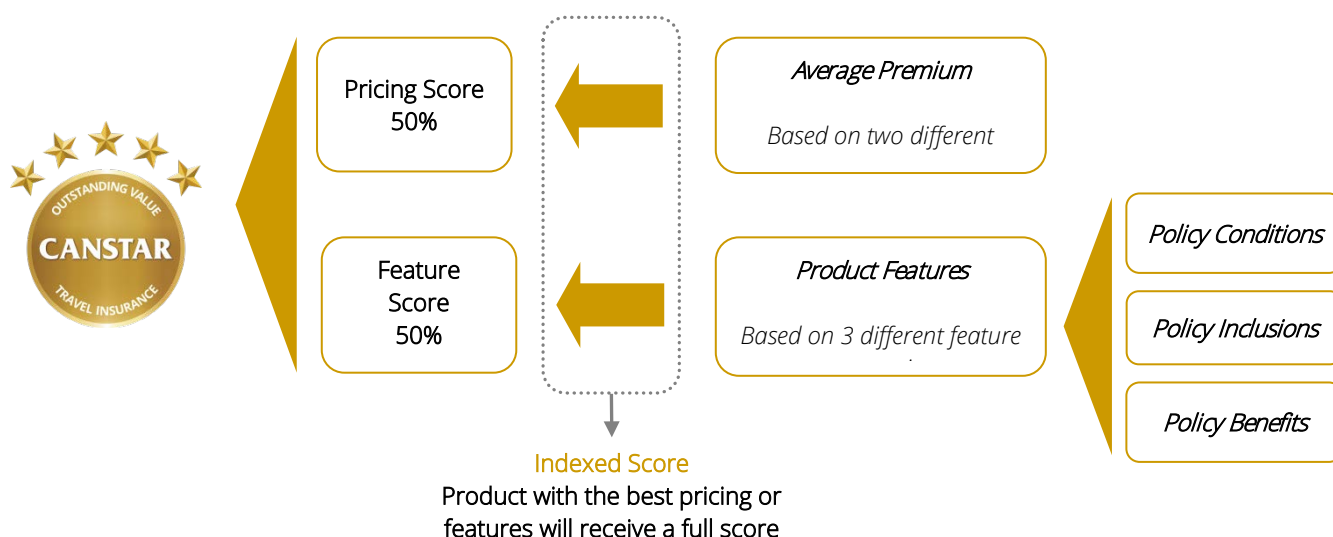 OUTSTANDING VALUE
CANSTAR
TRAVEL INSURANCE
Pricing Score
50%
Feature
Score
50%
Average Premium
Based on two different
Product Features
Based on 3 different feature
Policy Conditions
Policy Inclusions
Policy Benefits
Indexed Score
Product with the best pricing or
features will receive a full score